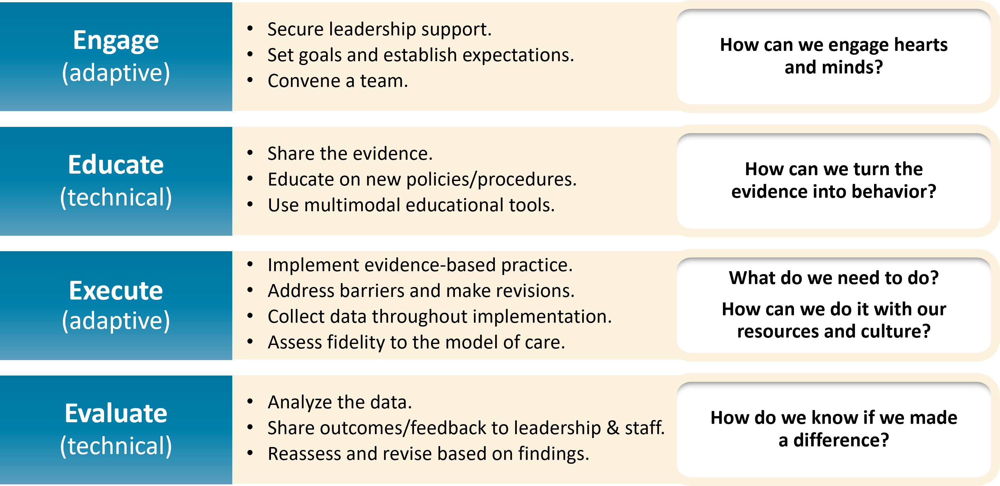 Engage
(adaptive)
• Secure leadership support.
• Set goals and establish expectations.
• Convene a team.
How can we engage hearts
and minds?
Educate
(technical)
• Share the evidence.
• Educate on new policies/procedures.
• Use multimodal educational tools.
How can we turn the
evidence into behavior?
Execute
(adaptive)
• Implement evidence-based practice.
• Address barriers and make revisions.
• Collect data throughout implementation.
• Assess fidelity to the model of care.
What do we need to do?
How can we do it with our
resources and culture?
Evaluate
(technical)
• Analyze the data.
• Share outcomes/feedback to leadership & staff.
• Reassess and revise based on findings.
How do we know if we made
a difference?